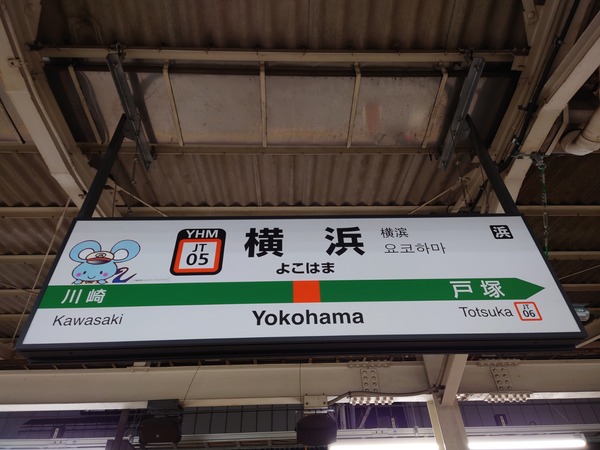 YHM
JT
05
横浜
よこはま
横滨
요코하마
浜
川崎
戸塚
Kawasaki
Yokohama
Totsuka
JT
06